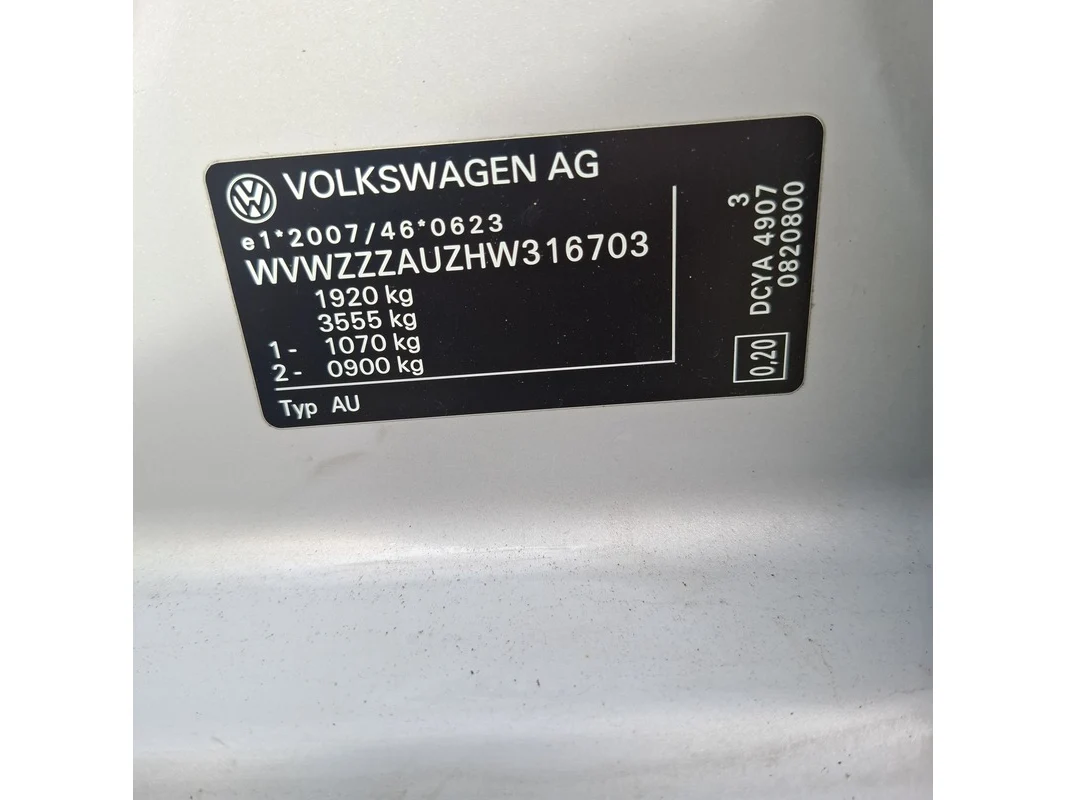 VOLKSWAGEN AG
e1*2007/46*0623
WVWZZZAUZHW316703
1920 kg
3555 kg
1- 1070 kg
2- 0900 kg
Typ AU
3
DCYA 4907
0820800
0,20